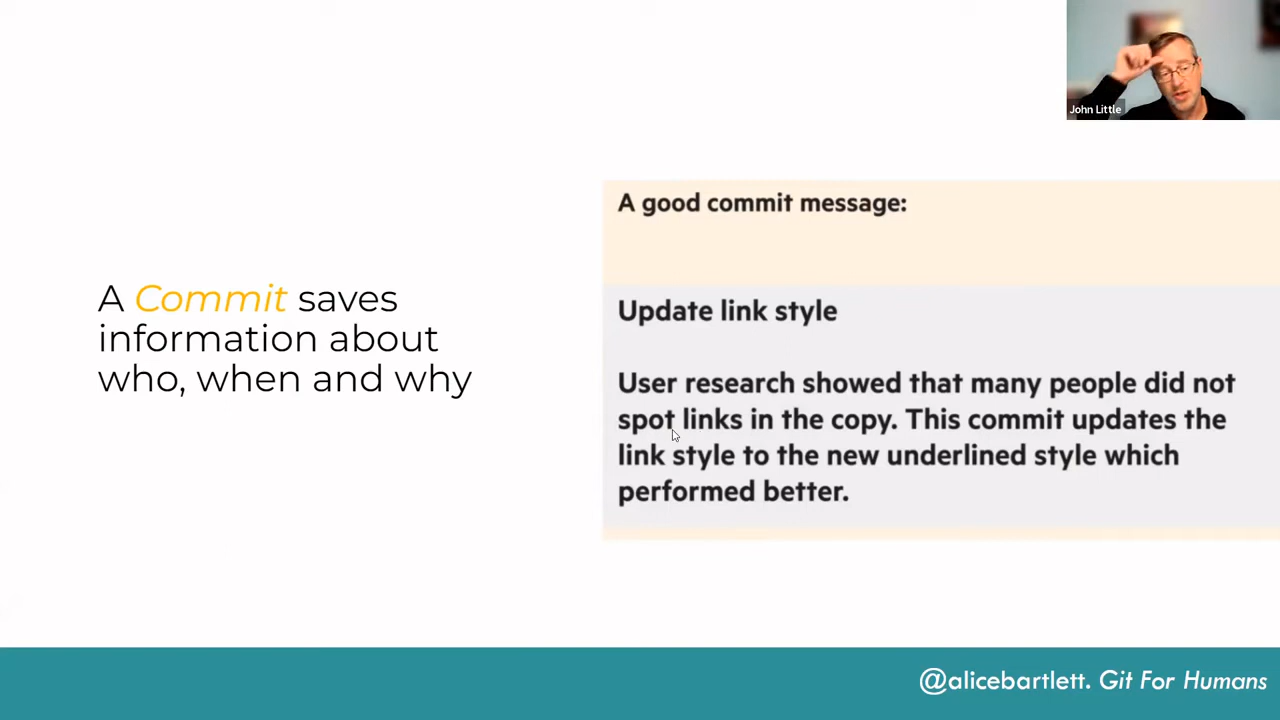 John Little
A good commit message:
A Commit saves
information about
who, when and why
Update link style
User research showed that many people did not
spot links in the copy. This commit updates the
link style to the new underlined style which
performed better.
@alicebartlett. Git For Humans